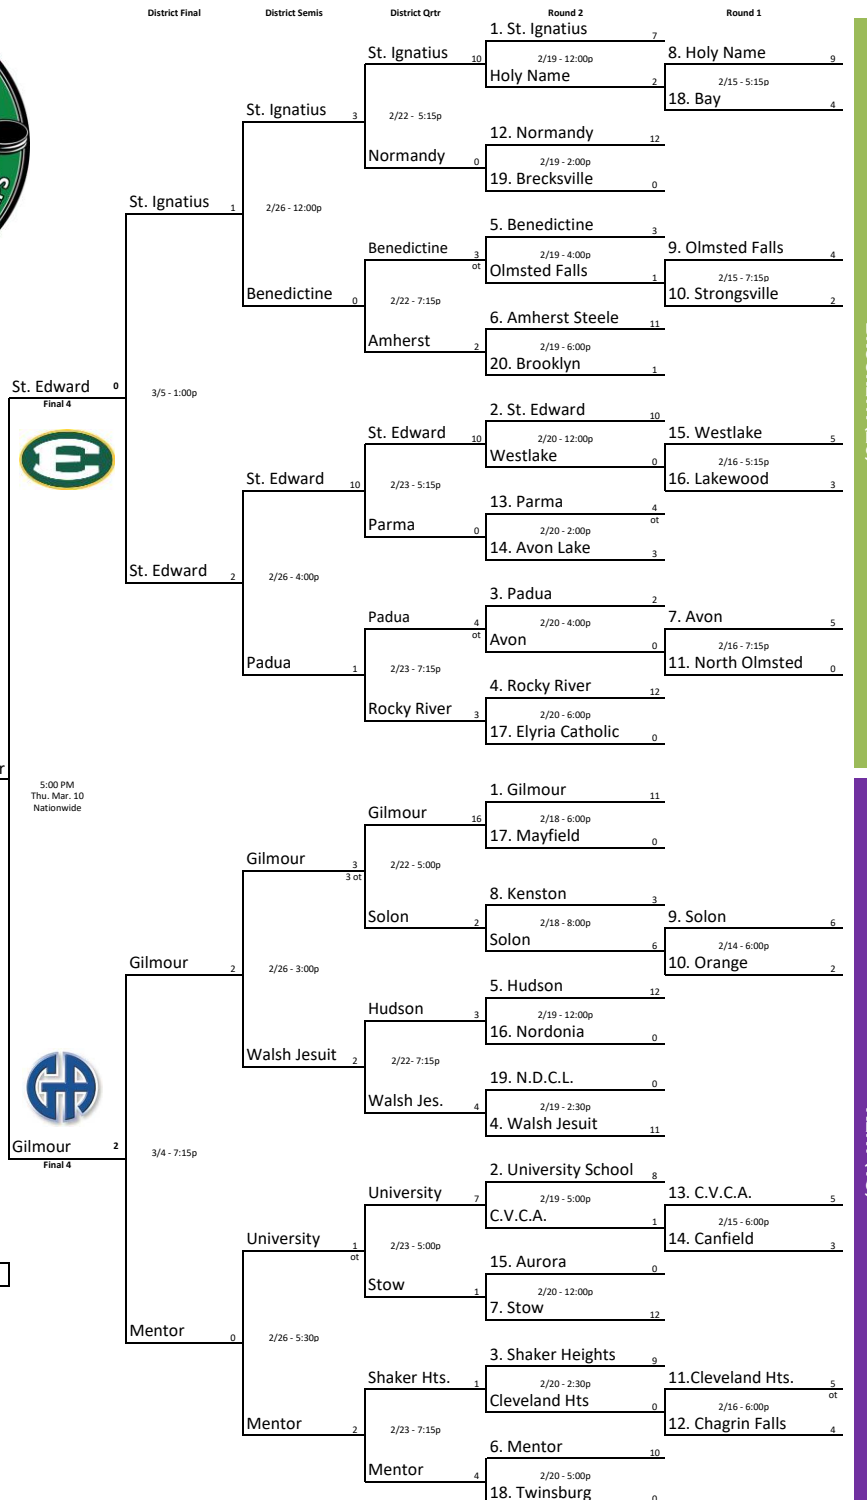 District Final District Semis District Qrtr Round 2 Round 1
1. St. Ignatius 7
St. Ignatius 10 2/19 - 12:00p 8. Holy Name 9
Holy Name 2 2/15 - 5:15p
18. Bay 4
St. Ignatius 3 2/22 - 5:15p
12. Normandy 12
Normandy 0 2/19 - 2:00p
19. Brecksville 0
St. Ignatius 1 2/26 - 12:00p
5. Benedictine 3
Benedictine 3 ot 2/19 - 4:00p 9. Olmsted Falls 4
Olmsted Falls 1 2/15 - 7:15p
Benedictine 0 2/22 - 7:15p 10. Strongsville 2
6. Amherst Steele 11
Amherst 2 2/19 - 6:00p
20. Brooklyn 1
St. Edward 0 3/5 - 1:00p
Final 4
2. St. Edward 10
St. Edward 10 2/20 - 12:00p 15. Westlake 5
Westlake 0 2/16 - 5:15p
St. Edward 10 2/23 - 5:15p 16. Lakewood 3
13. Parma 4 ot
Parma 0 2/20 - 2:00p
14. Avon Lake 3
St. Edward 2 2/26 - 4:00p
3. Padua 2
Padua 4 ot 2/20 - 4:00p 7. Avon 5
Avon 0 2/16 - 7:15p
Padua 1 2/23 - 7:15p 11. North Olmsted 0
4. Rocky River 12
Rocky River 3 2/20 - 6:00p
17. Elyria Catholic 0
r
5:00 PM
Thu. Mar. 10
Nationwide
1. Gilmour 11
Gilmour 16 2/18 - 6:00p
17. Mayfield 0
Gilmour 3 3 ot 2/22 - 5:00p
8. Kenston 3
Solon 2 2/18 - 8:00p 9. Solon 6
Solon 6 2/14 - 6:00p
Gilmour 2 2/26 - 3:00p 10. Orange 2
5. Hudson 12
Hudson 3 2/19 - 12:00p
16. Nordonia 0
Walsh Jesuit 2 2/22- 7:15p
19. N.D.C.L. 0
Walsh Jes. 4 2/19 - 2:30p
4. Walsh Jesuit 11
GA
Gilmour 2 3/4 - 7:15p
Final 4
2. University School 8
University 7 2/19 - 5:00p 13. C.V.C.A. 5
C.V.C.A. 1 2/15 - 6:00p
University 1 ot 2/23 - 5:00p 14. Canfield 3
15. Aurora 0
Stow 1 2/20 - 12:00p
7. Stow 12
Mentor 0 2/26 - 5:30p
3. Shaker Heights 9
Shaker Hts. 1 2/20 - 2:30p 11.Cleveland Hts. 5 ot
Cleveland Hts 0 2/16 - 6:00p
Mentor 2 2/23 - 7:15p 12. Chagrin Falls 4
6. Mentor 10
Mentor 4 2/20 - 5:00p
18. Twinsburg 0